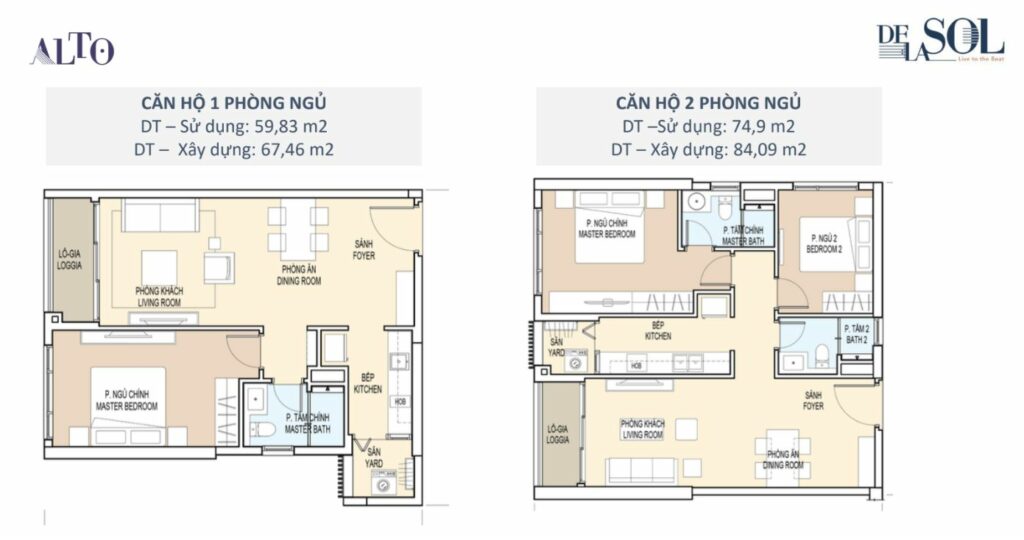 ALTO
DE LA SOL
Live to the Beat
CĂN HỘ 1 PHÒNG NGỦ
DT – Sử dụng: 59,83 m2
DT –  Xây dựng: 67,46 m2
CĂN HỘ 2 PHÒNG NGỦ
DT –Sử dụng: 74,9 m2
DT – Xây dựng: 84,09 m2
LÔ-GIA
LOGGIA
PHÒNG KHÁCH
LIVING ROOM
PHÒNG ĂN
DINING ROOM
SẢNH
FOYER
P. NGỦ CHÍNH
MASTER BEDROOM
P. TẮM CHÍNH
MASTER BATH
BẾP
KITCHEN
HOB
SÂN
YARD
P. NGỦ CHÍNH
MASTER BEDROOM
P. TẮM CHÍNH
MASTER BATH
P. NGỦ 2
BEDROOM 2
BẾP
KITCHEN
SÂN
YARD
HOB
P. TẮM 2
BATH 2
SẢNH
FOYER
LÔ-GIA
LOGGIA
PHÒNG KHÁCH
LIVING ROOM
PHÒNG ĂN
DINING ROOM